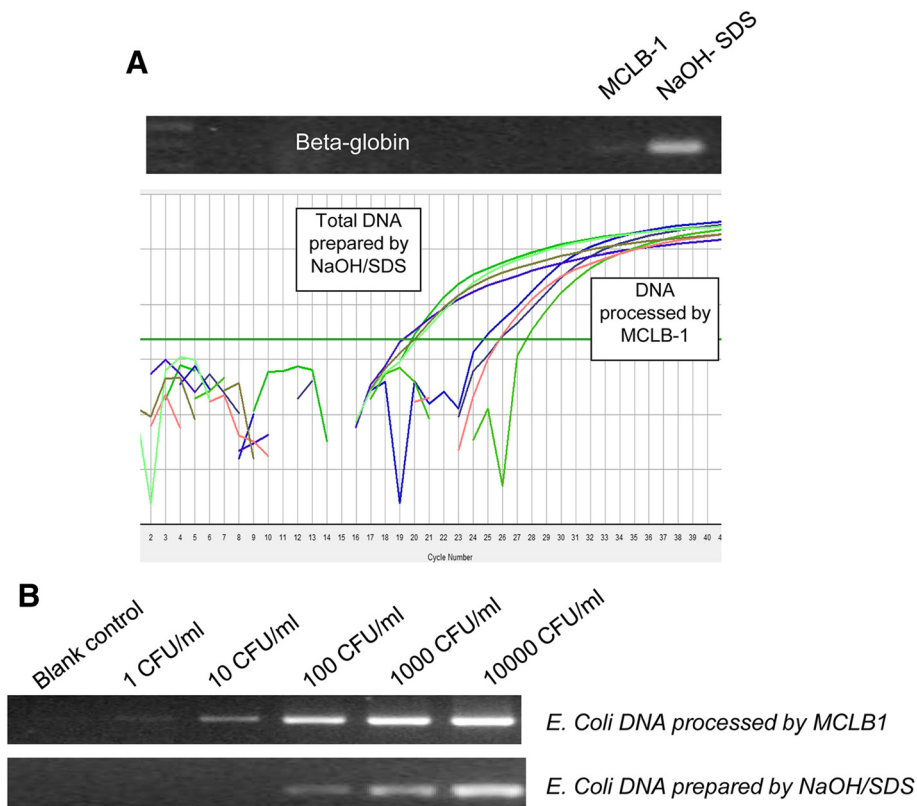 A
MCLB-1
NaOH- SDS
Beta-globin
Total DNA
prepared by
NaOH/SDS
DNA
processed by
MCLB-1
2 3 4 5 6 7 8 9 10 11 12 13 14 15 16 17 18 19 20 21 22 23 24 25 26 27 28 29 30 31 32 33 34 35 36 37 38 39 40 4
Cycle Number
B
Blank control
1 CFU/ml
10 CFU/ml
100 CFU/ml
1000 CFU/ml
10000 CFU/ml
E. Coli DNA processed by MCLB1
E. Coli DNA prepared by NaOH/SDS